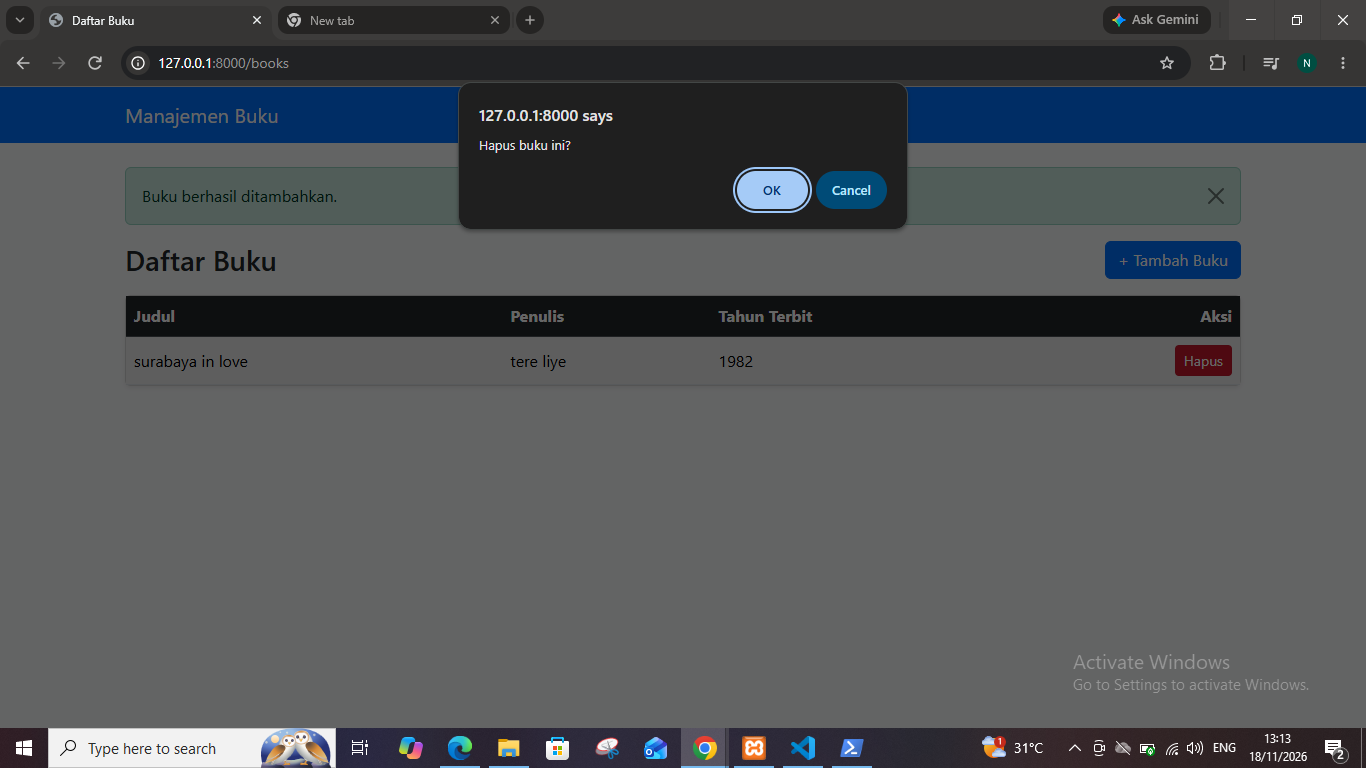 Daftar Buku
New tab
Ask Gemini
127.0.0.1:8000/books
N
Manajemen Buku
127.0.0.1:8000 says
Hapus buku ini?
OK
Cancel
Buku berhasil ditambahkan.
Daftar Buku
+ Tambah Buku
Judul Penulis Tahun Terbit Aksi
surabaya in love tere liye 1982 Hapus
Activate Windows
Go to Settings to activate Windows.
Type here to search
1
31°C
ENG
13:13
18/11/2026
2